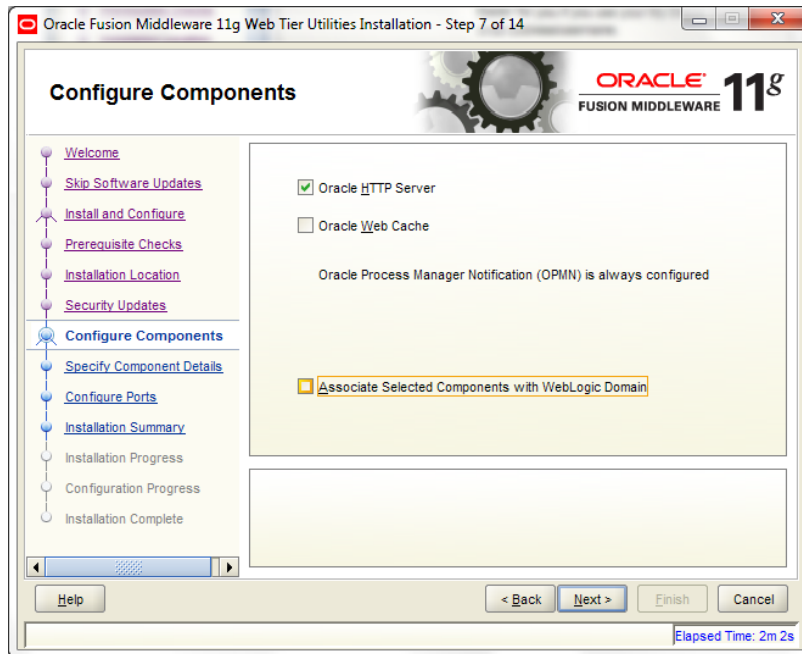 Oracle Fusion Middleware 11g Web Tier Utilities Installation - Step 7 of 14
Configure Components
ORACLE
FUSION MIDDLEWARE 11g
Welcome
Skip Software Updates
Install and Configure
Prerequisite Checks
Installation Location
Security Updates
Configure Components
Specify Component Details
Configure Ports
Installation Summary
Installation Progress
Configuration Progress
Installation Complete
Oracle HTTP Server
Oracle Web Cache
Oracle Process Manager Notification (OPMN) is always configured
Associate Selected Components with WebLogic Domain
Help
< Back
Next >
Finish
Cancel
Elapsed Time: 2m 2s